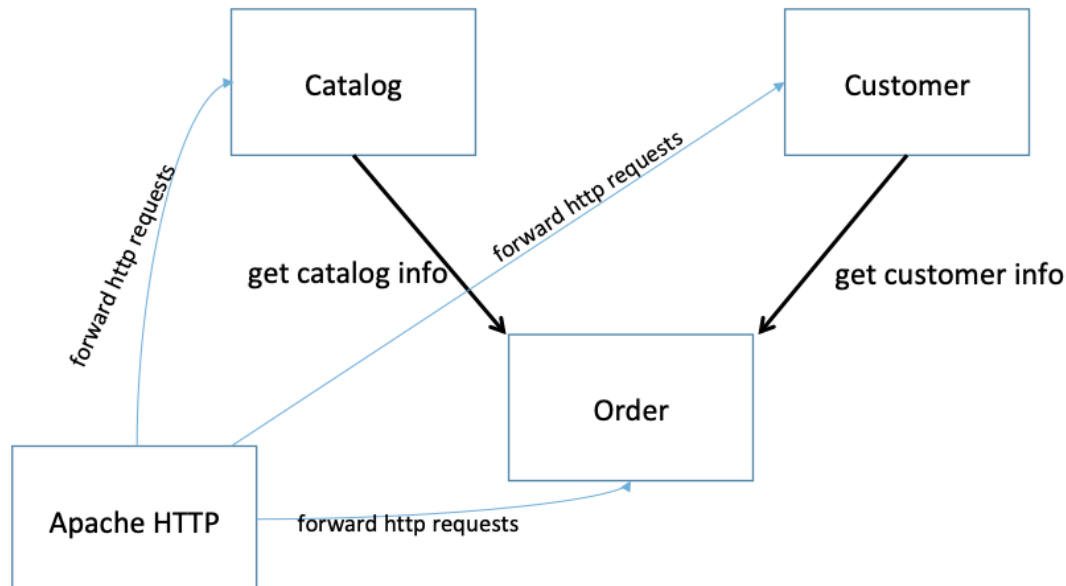 Catalog
Customer
forward http requests
forward http requests
get catalog info
get customer info
Order
Apache HTTP
forward http requests